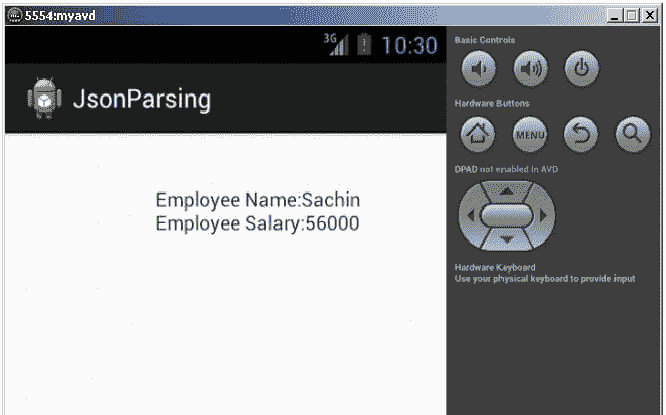 5554:myavd
3G
10:30
JsonParsing
Employee Name:Sachin
Employee Salary:56000
Basic Controls
Hardware Buttons
MENU
DPAD not enabled in AVD
Hardware Keyboard
Use your physical keyboard to provide input